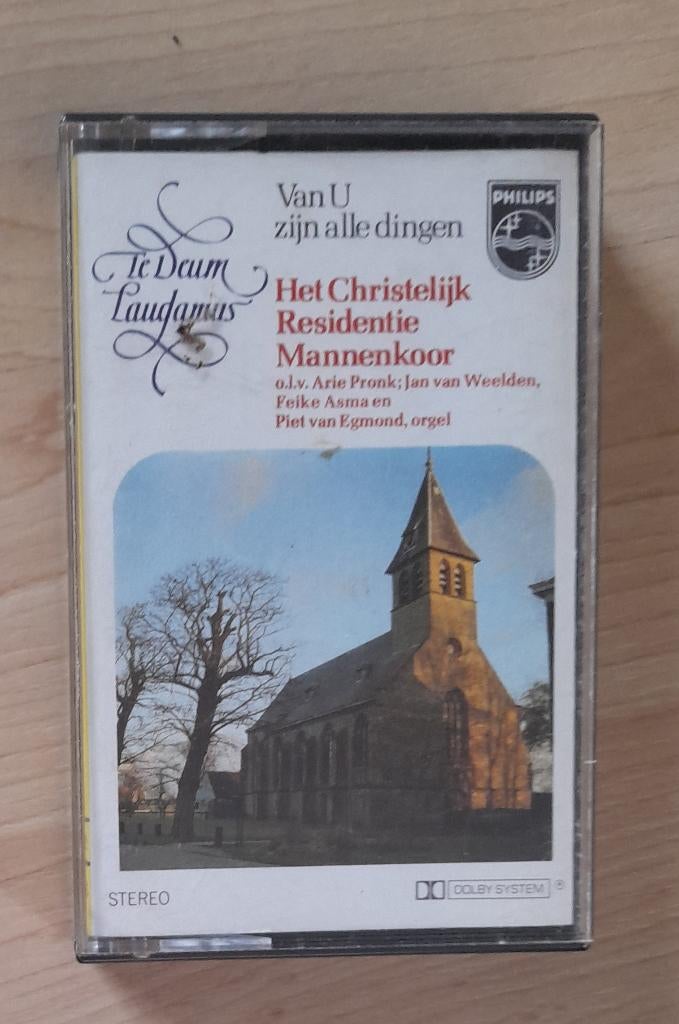 Te Deum
Laudamus
Van U
zijn alle dingen
PHILIPS
Het Christelijk
Residentie
Mannenkoor
o.l.v. Arie Pronk; Jan van Weelden,
Feike Asma en
Piet van Egmond, orgel
STEREO
DOLBY SYSTEM ®